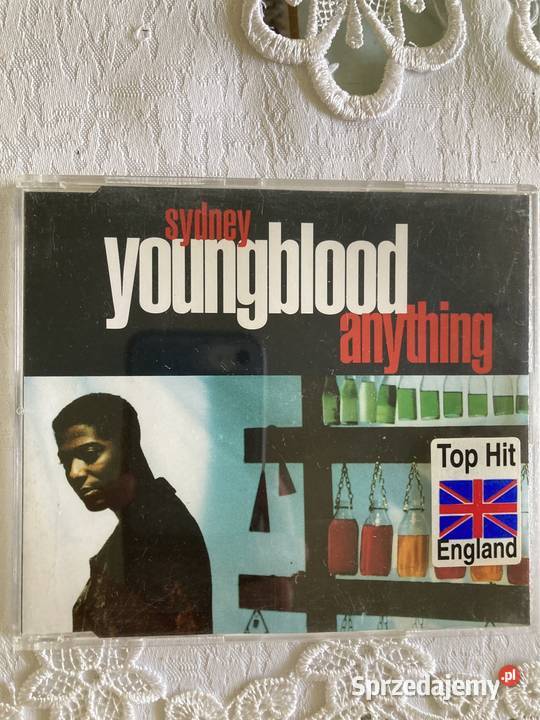 sydney
youngblood
anything
Top Hit
England
Sprzedajemy.pl